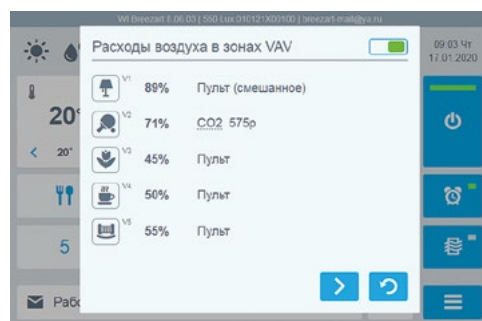 WI Breezart 6.06.03 | 550 Lux 010121X00100 | breezart-mail@ya.ru
Расходы воздуха в зонах VAV
09:03 Чт
17.01.2020
V1 89% Пульт (смешанное)
V2 71% CO2 575p
V3 45% Пульт
V4 50% Пульт
V5 55% Пульт
20°
20°
5
Рабо